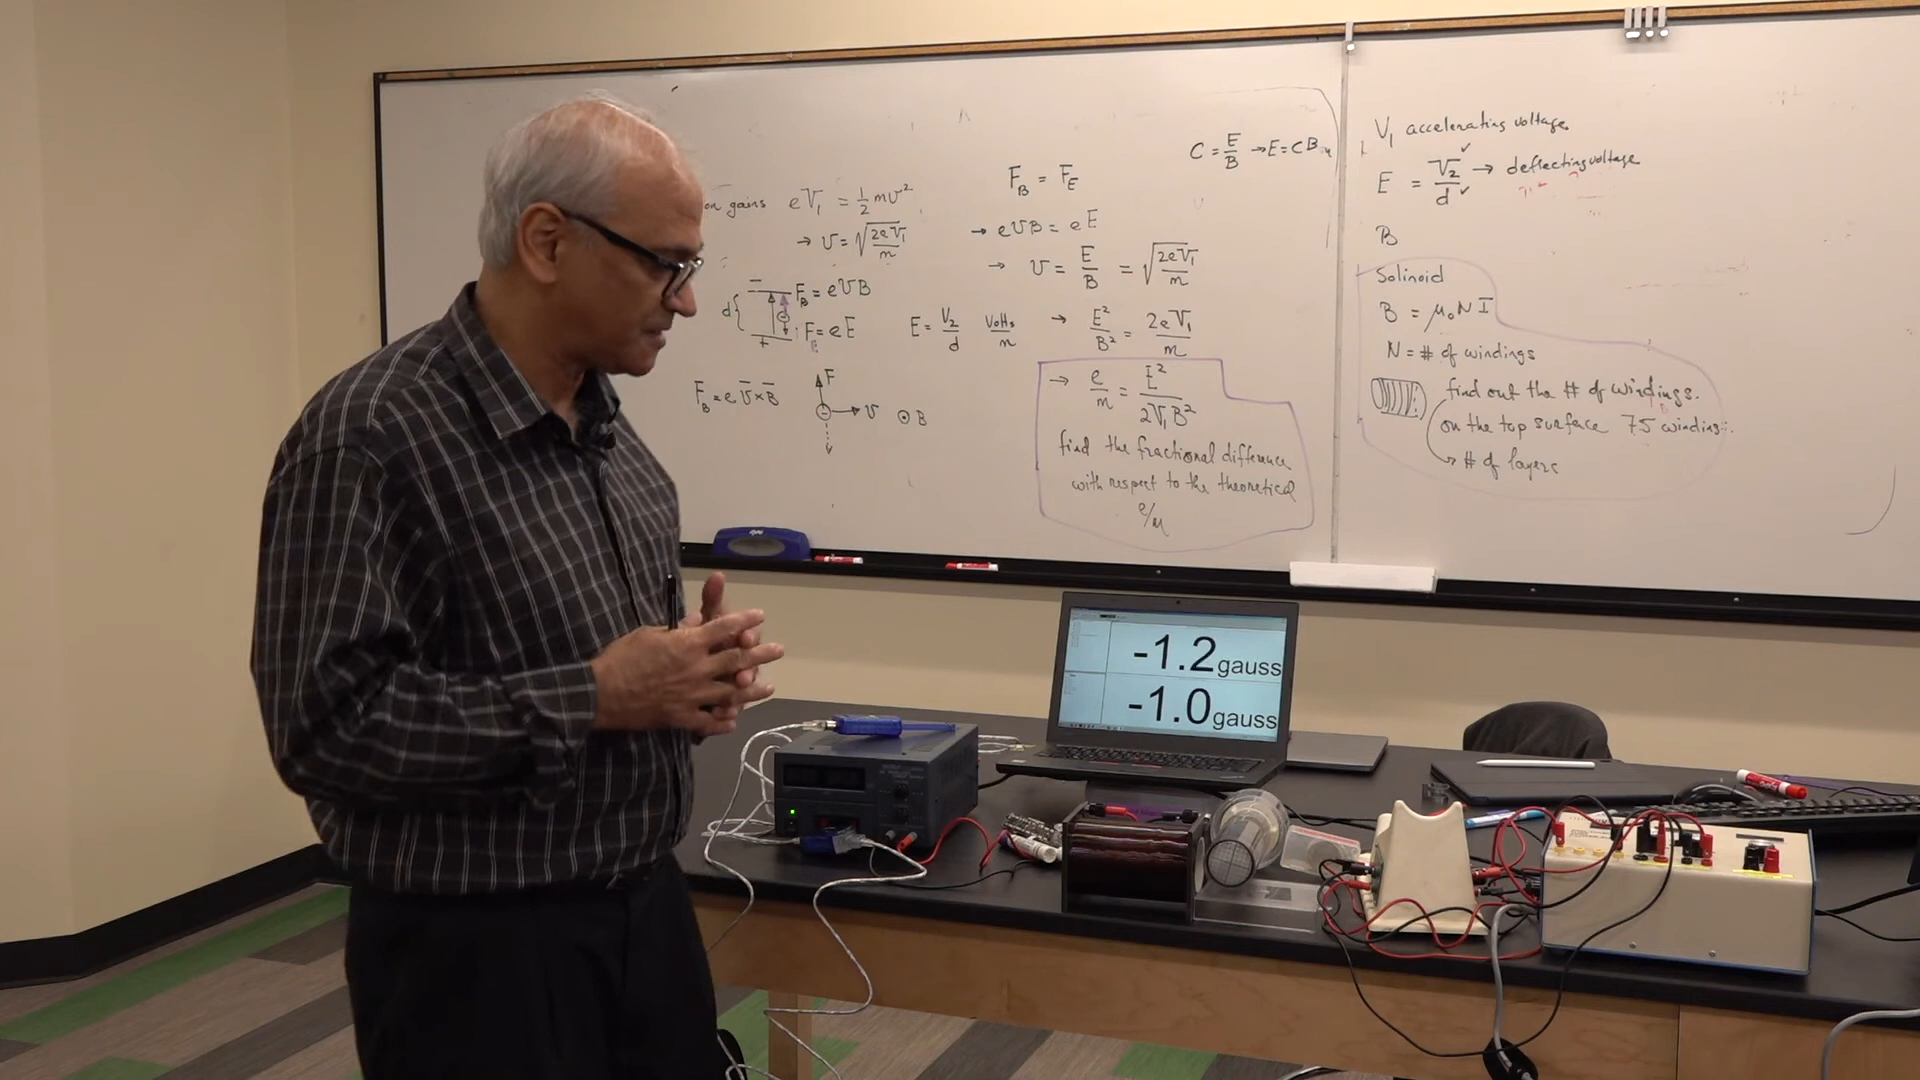 on gains eV₁ = ½ mv²
→ v = √(2eV₁/m)
d{ F_B = evB
F_E = eE
E = V₂/d Volts/m
F_B = e v̅ × B̅
F
v
⊙ B
F_B = F_E
→ evB = eE
→ v = E/B = √(2eV₁/m)
→ E²/B² = 2eV₁/m
→ e/m = E²/2V₁B²
find the fractional difference
with respect to the theoretical
e/m
C = E/B → E = CB
V₁ accelerating voltage
E = V₂/d → deflecting voltage
B
Solinoid
B = μ₀NI
N = # of windings
find out the # of windings.
on the top surface 75 windings.
→ # of layers
-1.2 gauss
-1.0 gauss